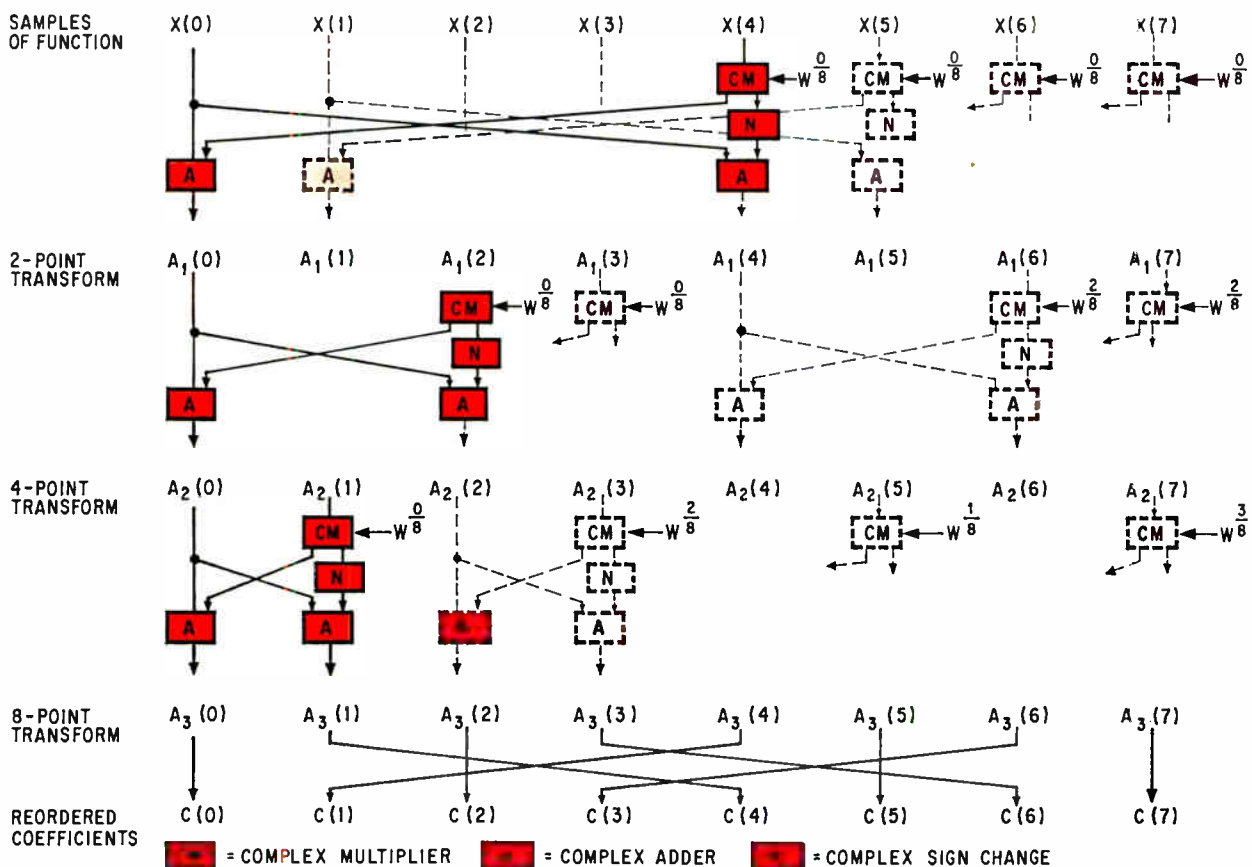 SAMPLES OF FUNCTION
X(0) X(1) X(2) X(3) X(4) X(5) X(6) X(7)
CM ← W^0/8 CM ← W^0/8 CM ← W^0/8 CM ← W^0/8
N N
A A A A
2-POINT TRANSFORM
A₁(0) A₁(1) A₁(2) A₁(3) A₁(4) A₁(5) A₁(6) A₁(7)
CM ← W^0/8 CM ← W^0/8 CM ← W^2/8 CM ← W^2/8
N N
A A A A
4-POINT TRANSFORM
A₂(0) A₂(1) A₂(2) A₂(3) A₂(4) A₂(5) A₂(6) A₂(7)
CM ← W^0/8 CM ← W^2/8 CM ← W^1/8 CM ← W^3/8
N N
A A A
8-POINT TRANSFORM
A₃(0) A₃(1) A₃(2) A₃(3) A₃(4) A₃(5) A₃(6) A₃(7)
REORDERED COEFFICIENTS
C(0) C(1) C(2) C(3) C(4) C(5) C(6) C(7)
= COMPLEX MULTIPLIER = COMPLEX ADDER = COMPLEX SIGN CHANGE